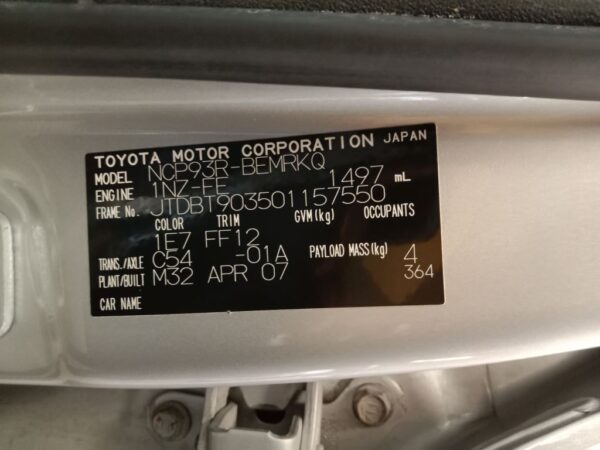 TOYOTA MOTOR CORPORATION JAPAN
MODEL NCP93R-BEMRKQ
ENGINE 1NZ-FE 1497 mL
FRAME No. JTDBT903501157550
COLOR TRIM GVM(kg) OCCUPANTS
1E7 FF12
TRANS./AXLE C54 -01A PAYLOAD MASS(kg) 4
PLANT/BUILT M32 APR 07 364
CAR NAME